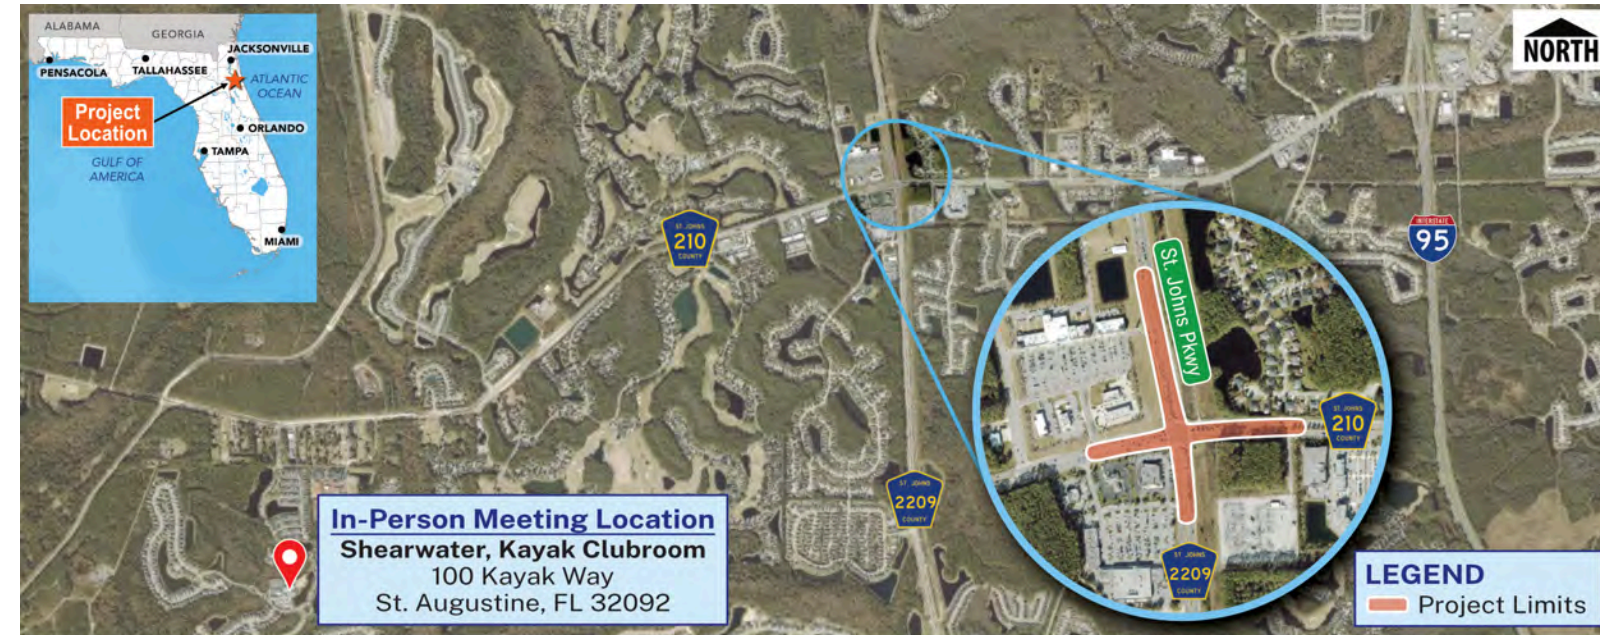 ALABAMA
GEORGIA
JACKSONVILLE
PENSACOLA
TALLAHASSEE
ATLANTIC
OCEAN
Project
Location
ORLANDO
TAMPA
GULF OF
AMERICA
MIAMI
NORTH
ST. JOHNS
210
COUNTY
INTERSTATE
95
St. Johns Pkwy
ST. JOHNS
210
COUNTY
ST. JOHNS
2209
COUNTY
ST. JOHNS
2209
COUNTY
In-Person Meeting Location
Shearwater, Kayak Clubroom
100 Kayak Way
St. Augustine, FL 32092
LEGEND
Project Limits